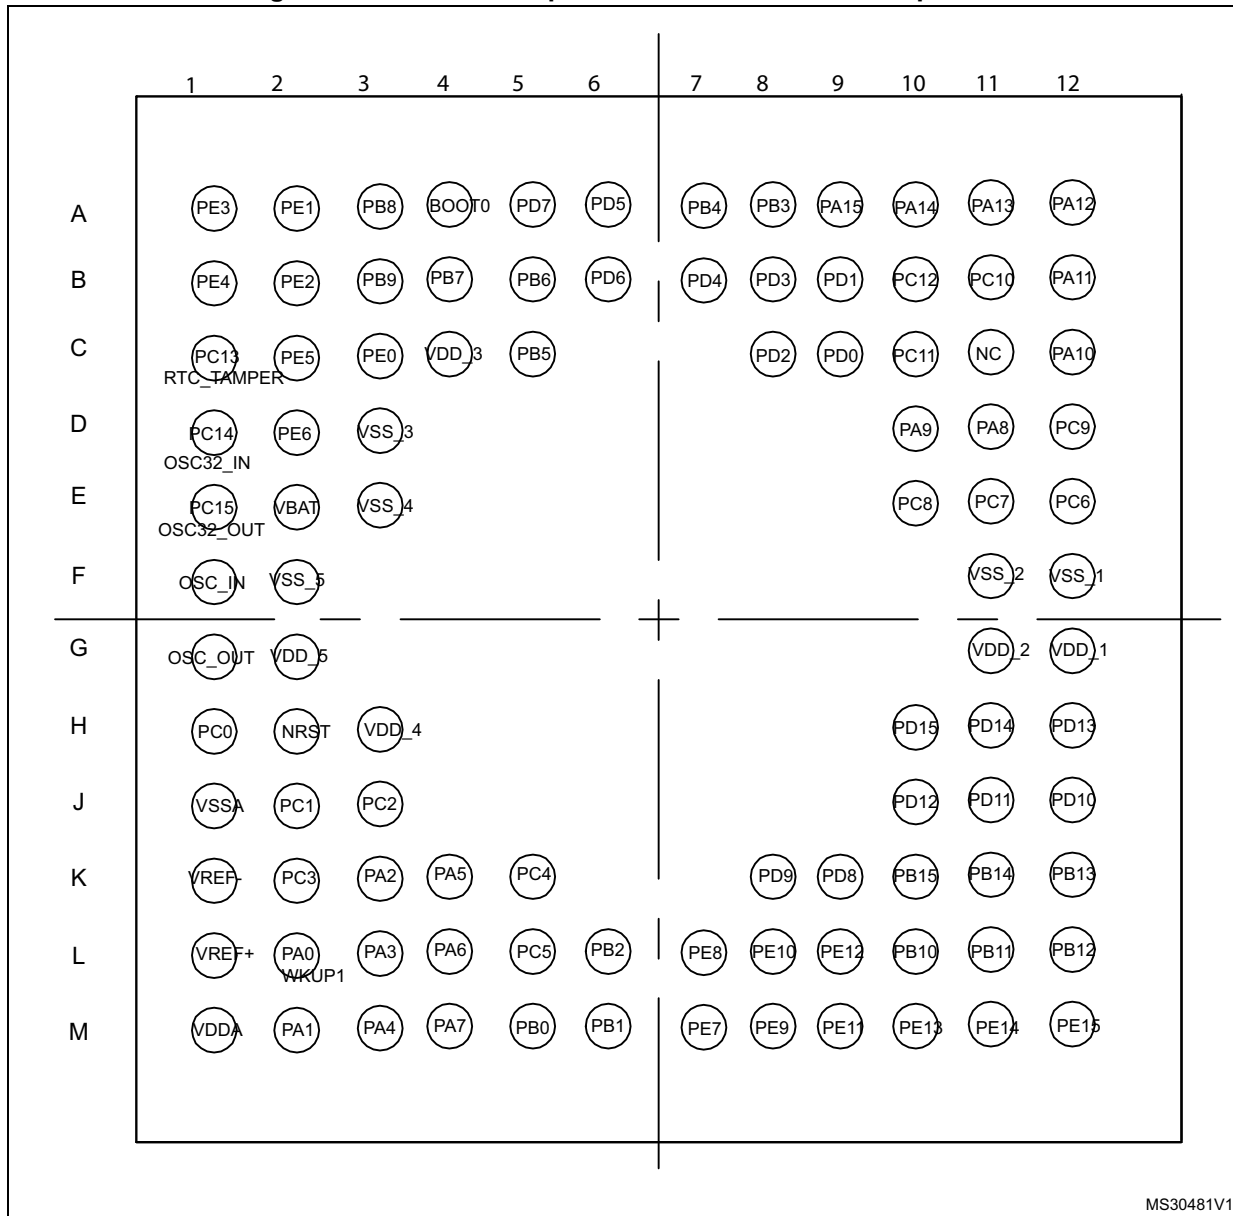 1 2 3 4 5 6 7 8 9 10 11 12
A PE3 PE1 PB8 BOOT0 PD7 PD5 PB4 PB3 PA15 PA14 PA13 PA12
B PE4 PE2 PB9 PB7 PB6 PD6 PD4 PD3 PD1 PC12 PC10 PA11
C PC13 PE5 PE0 VDD_3 PB5 PD2 PD0 PC11 NC PA10
RTC_TAMPER
D PC14 PE6 VSS_3 PA9 PA8 PC9
OSC32_IN
E PC15 VBAT VSS_4 PC8 PC7 PC6
OSC32_OUT
F OSC_IN VSS_5 VSS_2 VSS_1
G OSC_OUT VDD_5 VDD_2 VDD_1
H PC0 NRST VDD_4 PD15 PD14 PD13
J VSSA PC1 PC2 PD12 PD11 PD10
K VREF- PC3 PA2 PA5 PC4 PD9 PD8 PB15 PB14 PB13
L VREF+ PA0 PA3 PA6 PC5 PB2 PE8 PE10 PE12 PB10 PB11 PB12
WKUP1
M VDDA PA1 PA4 PA7 PB0 PB1 PE7 PE9 PE11 PE13 PE14 PE15
MS30481V1